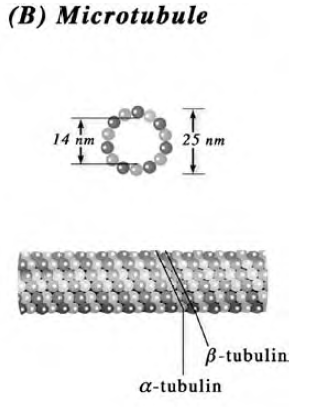 (B) Microtubule
14 nm
25 nm
β-tubulin
α-tubulin